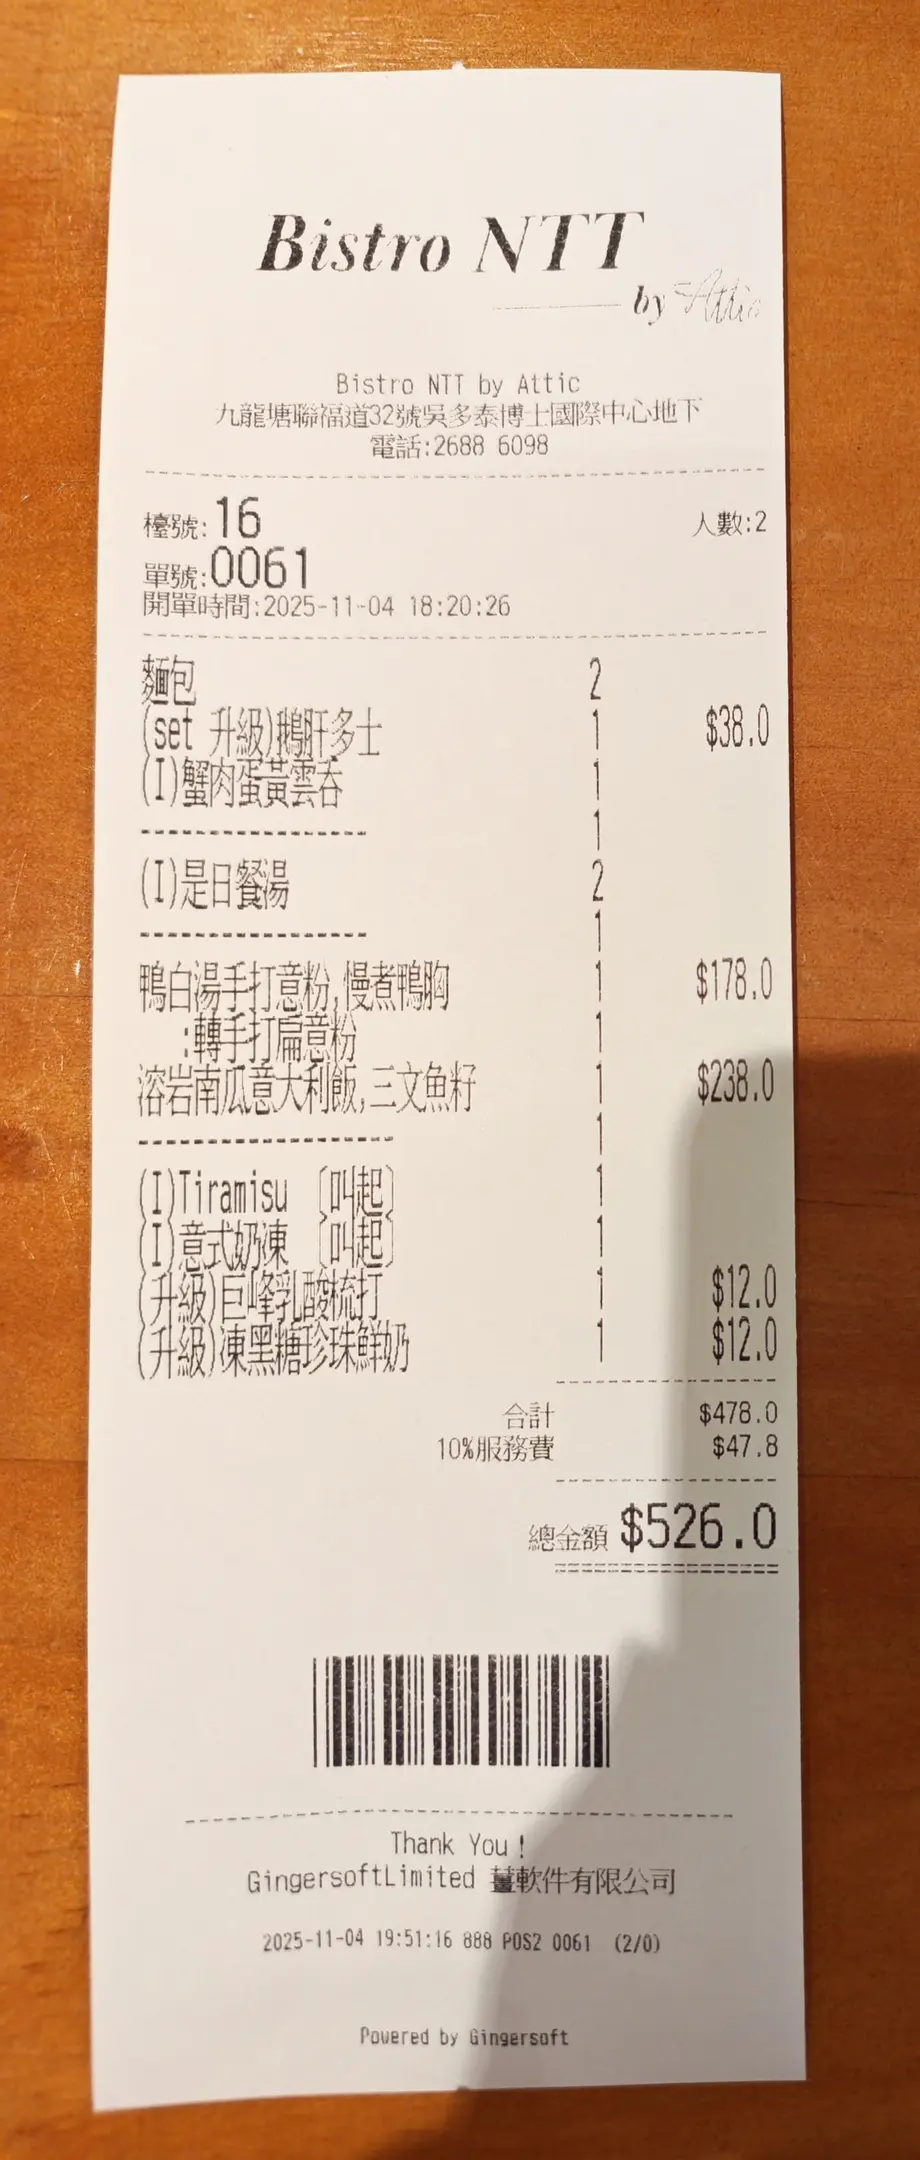 Bistro NTT
by Attic
Bistro NTT by Attic
九龍塘聯福道32號吳多泰博士國際中心地下
電話:2688 6098
檯號:16 人數:2
單號:0061
開單時間:2025-11-04 18:20:26
麵包 2
(set 升級)鵝肝多士 1 $38.0
(I)蟹肉蛋黃雲吞 1
----------------- 1
(I)是日餐湯 2
----------------- 1
鴨白湯手打意粉,慢煮鴨胸 1 $178.0
:轉手打扁意粉 1
溶岩南瓜意大利飯,三文魚籽 1 $238.0
------------------- 1
(I)Tiramisu [叫起] 1
(I)意式奶凍 [叫起] 1
(升級)巨峰乳酸梳打 1 $12.0
(升級)凍黑糖珍珠鮮奶 1 $12.0
合計 $478.0
10%服務費 $47.8
總金額 $526.0
Thank You !
GingersoftLimited 薑軟件有限公司
2025-11-04 19:51:16 888 POS2 0061 (2/0)
Powered by Gingersoft